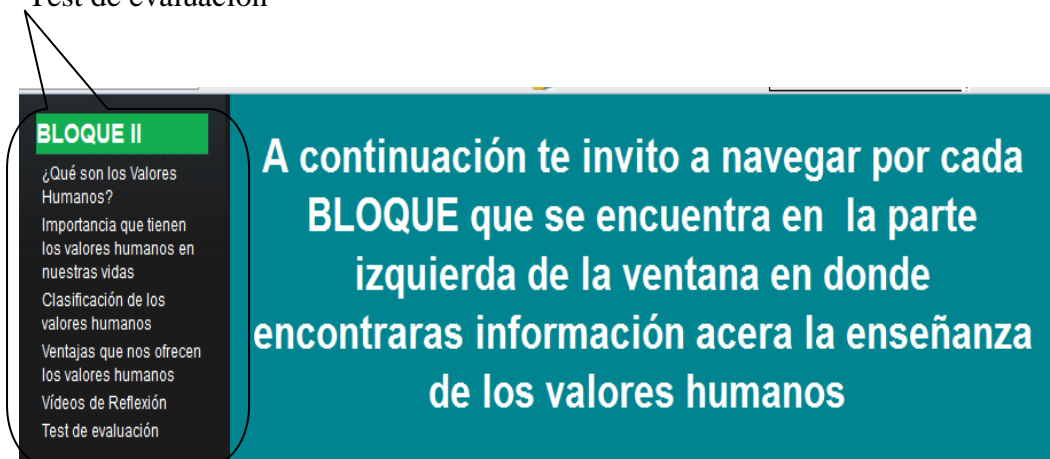 Test de evaluación
BLOQUE II
¿Qué son los Valores
Humanos?
Importancia que tienen
los valores humanos en
nuestras vidas
Clasificación de los
valores humanos
Ventajas que nos ofrecen
los valores humanos
Vídeos de Reflexión
Test de evaluación
A continuación te invito a navegar por cada
BLOQUE que se encuentra en la parte
izquierda de la ventana en donde
encontraras información acera la enseñanza
de los valores humanos